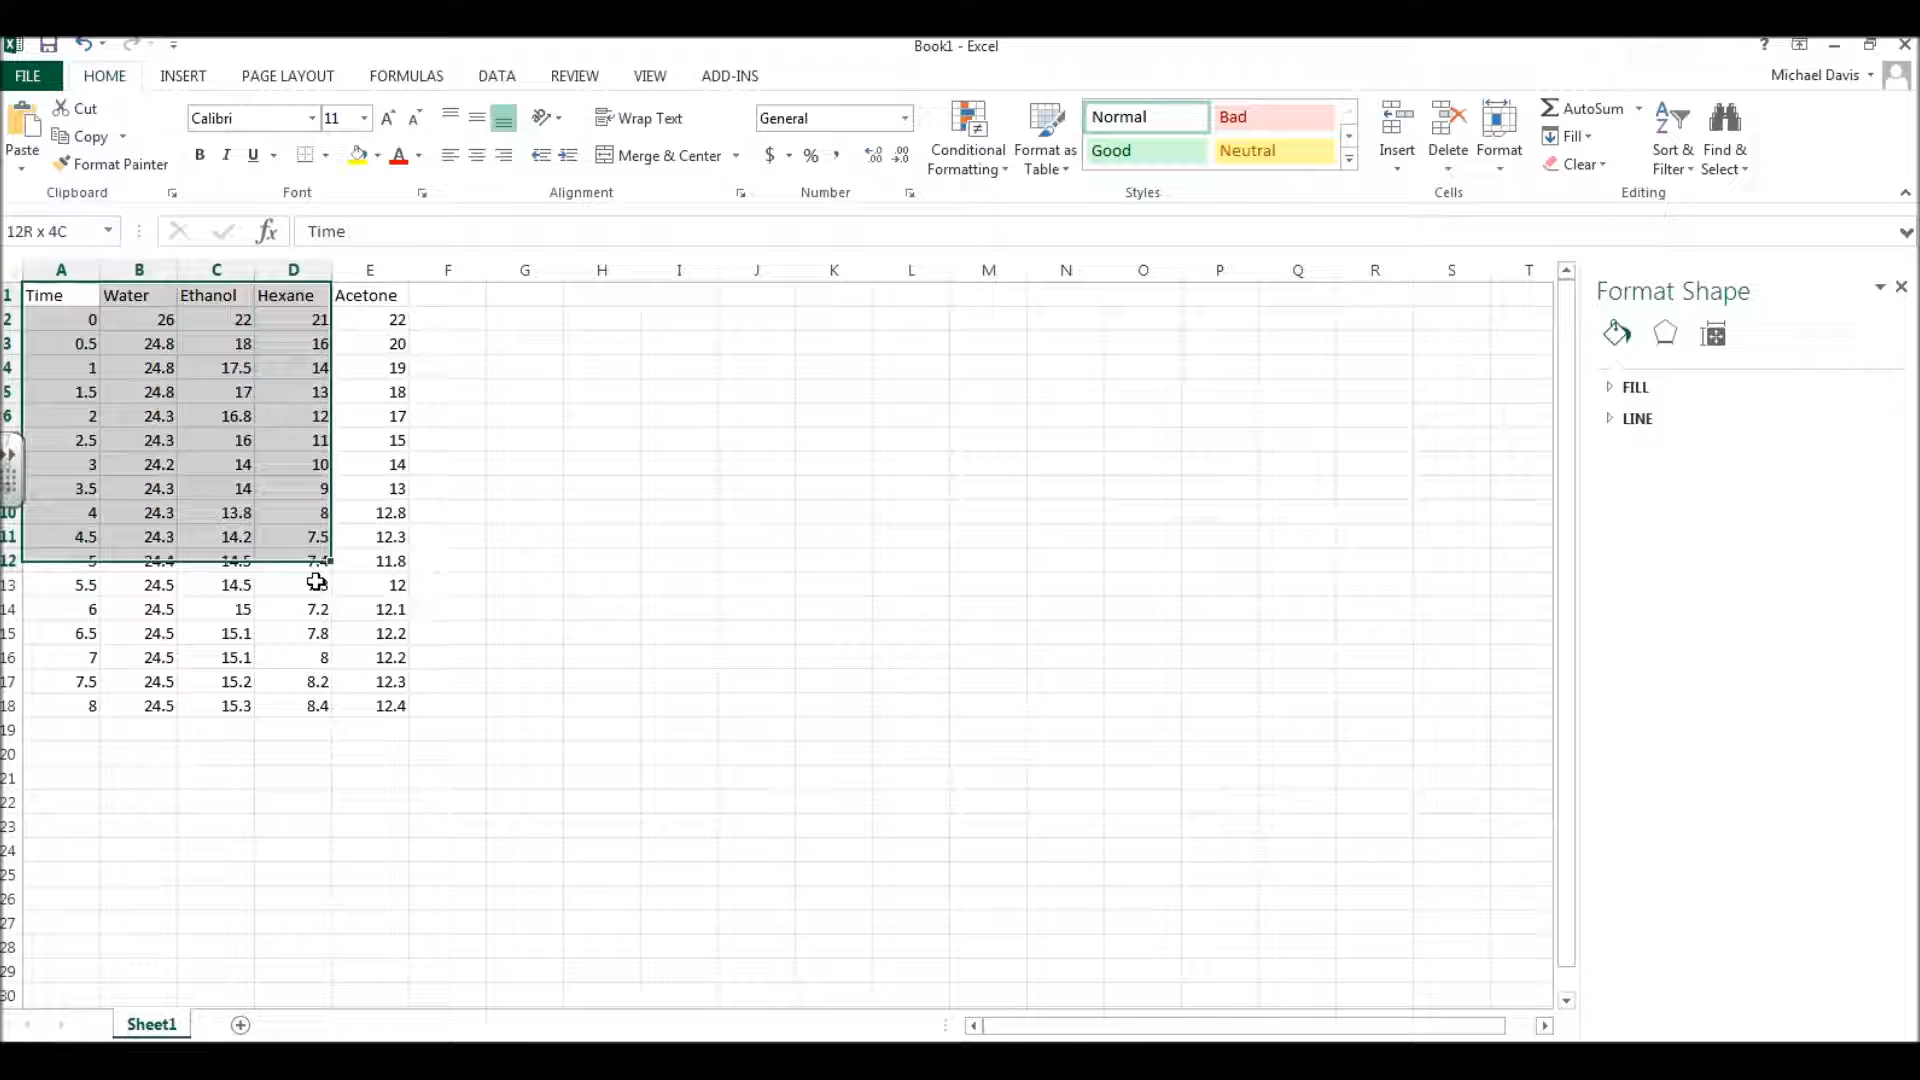 Book1 - Excel
?
FILE HOME INSERT PAGE LAYOUT FORMULAS DATA REVIEW VIEW ADD-INS Michael Davis
Paste
Cut
Copy
Format Painter
Clipboard
Calibri 11
B I U
Font
Wrap Text
Merge & Center
Alignment
General
$ % ,
Number
Conditional Formatting
Format as Table
Normal Bad
Good Neutral
Styles
Insert Delete Format
Cells
AutoSum
Fill
Clear
Sort & Filter
Find & Select
Editing
12R x 4C fx Time
A B C D E F G H I J K L M N O P Q R S T
1 Time Water Ethanol Hexane Acetone
2 0 26 22 21 22
3 0.5 24.8 18 16 20
4 1 24.8 17.5 14 19
5 1.5 24.8 17 13 18
6 2 24.3 16.8 12 17
2.5 24.3 16 11 15
3 24.2 14 10 14
3.5 24.3 14 9 13
10 4 24.3 13.8 8 12.8
11 4.5 24.3 14.2 7.5 12.3
12 5 24.4 14.5 7.4 11.8
13 5.5 24.5 14.5 12
14 6 24.5 15 7.2 12.1
15 6.5 24.5 15.1 7.8 12.2
16 7 24.5 15.1 8 12.2
17 7.5 24.5 15.2 8.2 12.3
18 8 24.5 15.3 8.4 12.4
19
20
21
22
23
24
25
26
27
28
29
30
Sheet1
Format Shape
FILL
LINE